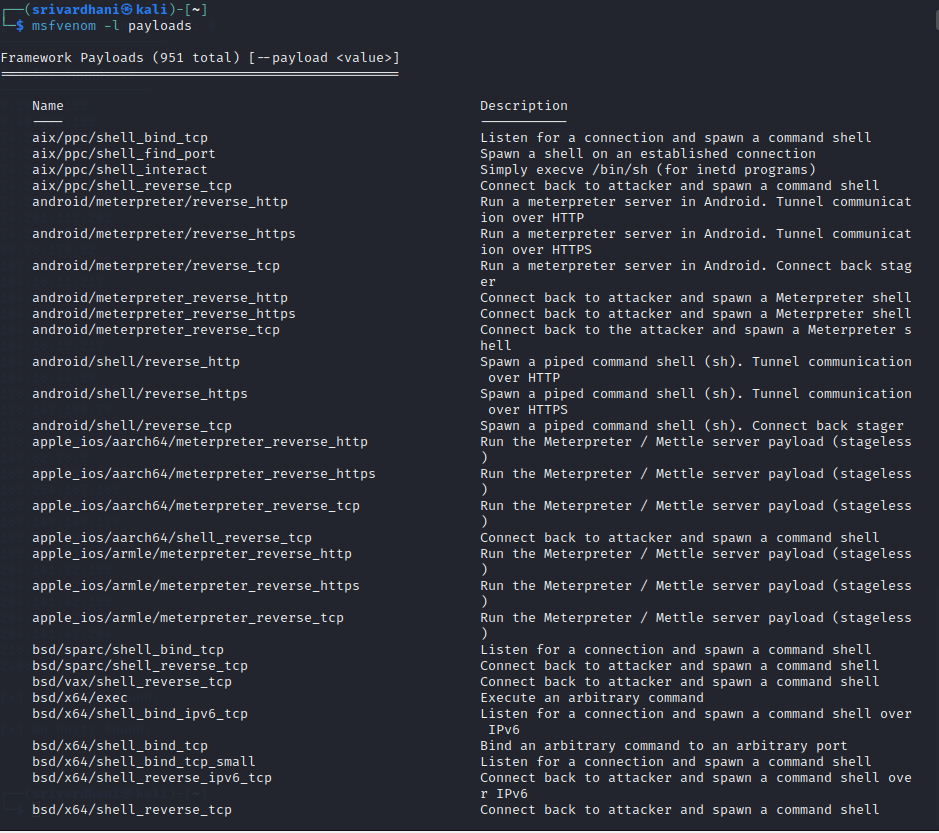 ┌──(srivardhani㉿kali)-[~]
└─$ msfvenom -l payloads
Framework Payloads (951 total) [--payload <value>]
==================================================
Name Description
---- -----------
aix/ppc/shell_bind_tcp Listen for a connection and spawn a command shell
aix/ppc/shell_find_port Spawn a shell on an established connection
aix/ppc/shell_interact Simply execve /bin/sh (for inetd programs)
aix/ppc/shell_reverse_tcp Connect back to attacker and spawn a command shell
android/meterpreter/reverse_http Run a meterpreter server in Android. Tunnel communicat
ion over HTTP
android/meterpreter/reverse_https Run a meterpreter server in Android. Tunnel communicat
ion over HTTPS
android/meterpreter/reverse_tcp Run a meterpreter server in Android. Connect back stag
er
android/meterpreter_reverse_http Connect back to attacker and spawn a Meterpreter shell
android/meterpreter_reverse_https Connect back to attacker and spawn a Meterpreter shell
android/meterpreter_reverse_tcp Connect back to the attacker and spawn a Meterpreter s
hell
android/shell/reverse_http Spawn a piped command shell (sh). Tunnel communication
over HTTP
android/shell/reverse_https Spawn a piped command shell (sh). Tunnel communication
over HTTPS
android/shell/reverse_tcp Spawn a piped command shell (sh). Connect back stager
apple_ios/aarch64/meterpreter_reverse_http Run the Meterpreter / Mettle server payload (stageless
)
apple_ios/aarch64/meterpreter_reverse_https Run the Meterpreter / Mettle server payload (stageless
)
apple_ios/aarch64/meterpreter_reverse_tcp Run the Meterpreter / Mettle server payload (stageless
)
apple_ios/aarch64/shell_reverse_tcp Connect back to attacker and spawn a command shell
apple_ios/armle/meterpreter_reverse_http Run the Meterpreter / Mettle server payload (stageless
)
apple_ios/armle/meterpreter_reverse_https Run the Meterpreter / Mettle server payload (stageless
)
apple_ios/armle/meterpreter_reverse_tcp Run the Meterpreter / Mettle server payload (stageless
)
bsd/sparc/shell_bind_tcp Listen for a connection and spawn a command shell
bsd/sparc/shell_reverse_tcp Connect back to attacker and spawn a command shell
bsd/vax/shell_reverse_tcp Connect back to attacker and spawn a command shell
bsd/x64/exec Execute an arbitrary command
bsd/x64/shell_bind_ipv6_tcp Listen for a connection and spawn a command shell over
IPv6
bsd/x64/shell_bind_tcp Bind an arbitrary command to an arbitrary port
bsd/x64/shell_bind_tcp_small Listen for a connection and spawn a command shell
bsd/x64/shell_reverse_ipv6_tcp Connect back to attacker and spawn a command shell ove
r IPv6
bsd/x64/shell_reverse_tcp Connect back to attacker and spawn a command shell